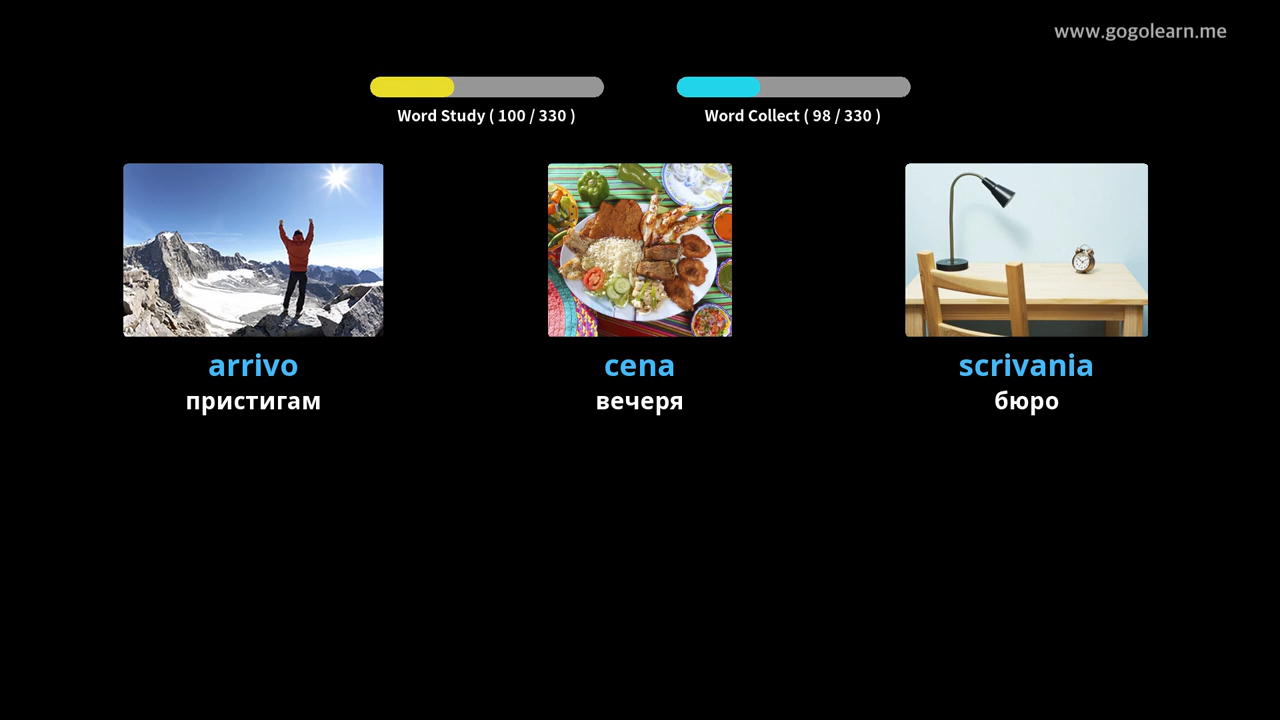 www.gogolearn.me
Word Study ( 100 / 330 )
Word Collect ( 98 / 330 )
arrivo
пристигам
cena
вечеря
scrivania
бюро